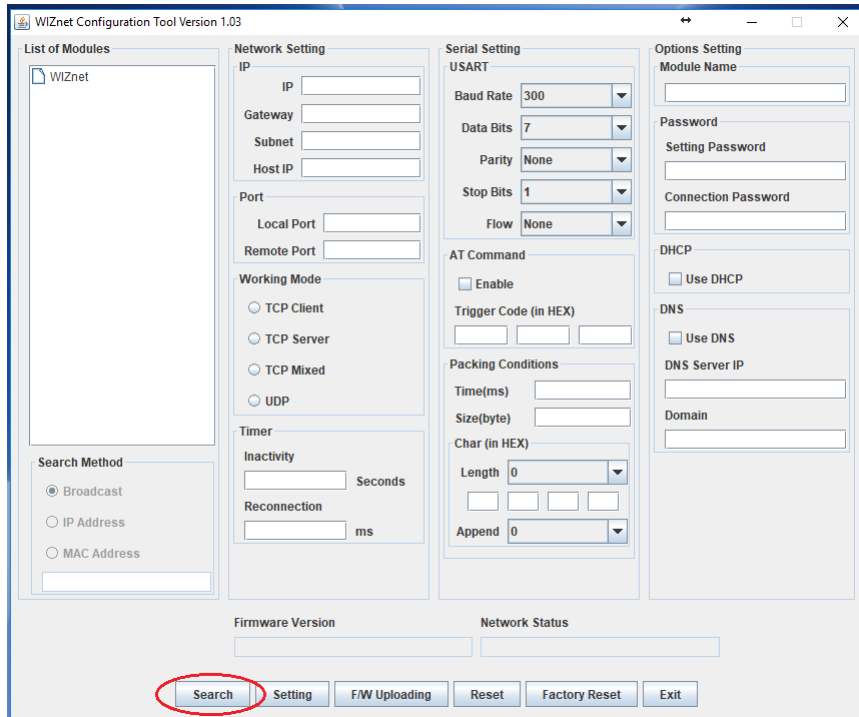 WIZnet Configuration Tool Version 1.03
List of Modules
WIZnet
Search Method
Broadcast
IP Address
MAC Address
Network Setting
IP
IP
Gateway
Subnet
Host IP
Port
Local Port
Remote Port
Working Mode
TCP Client
TCP Server
TCP Mixed
UDP
Timer
Inactivity
Seconds
Reconnection
ms
Serial Setting
USART
Baud Rate 300
Data Bits 7
Parity None
Stop Bits 1
Flow None
AT Command
Enable
Trigger Code (in HEX)
Packing Conditions
Time(ms)
Size(byte)
Char (in HEX)
Length 0
Append 0
Options Setting
Module Name
Password
Setting Password
Connection Password
DHCP
Use DHCP
DNS
Use DNS
DNS Server IP
Domain
Firmware Version
Network Status
Search Setting F/W Uploading Reset Factory Reset Exit